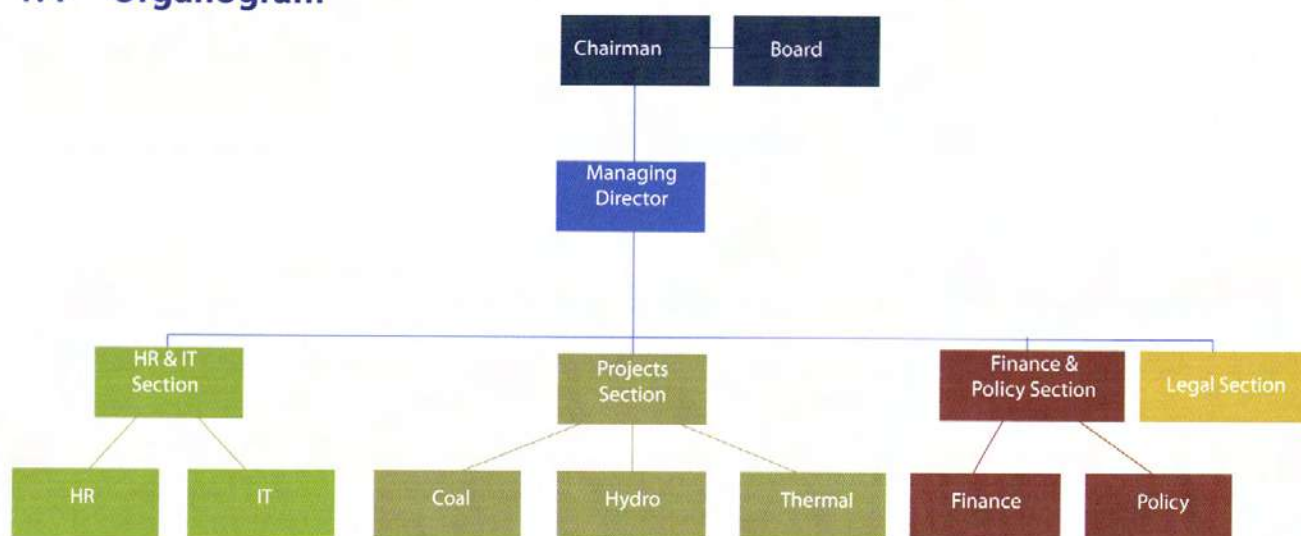 Organogram
Chairman
Board
Managing
Director
HR & IT
Section
Projects
Section
Finance &
Policy Section
Legal Section
HR
IT
Coal
Hydro
Thermal
Finance
Policy